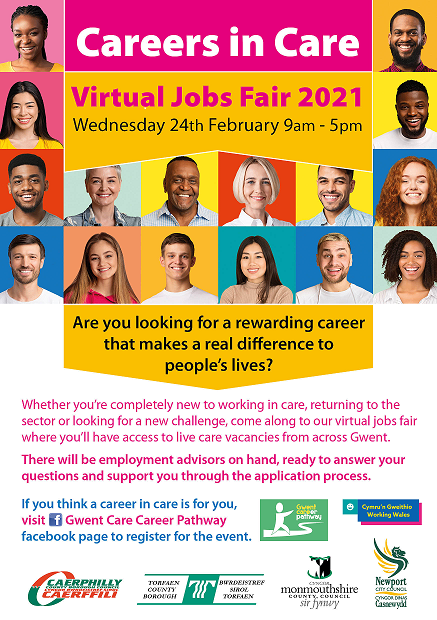 Careers in Care
Virtual Jobs Fair 2021
Wednesday 24th February 9am - 5pm
Are you looking for a rewarding career
that makes a real difference to
people's lives?
Whether you're completely new to working in care, returning to the
sector or looking for a new challenge, come along to our virtual jobs fair
where you'll have access to live care vacancies from across Gwent.
There will be employment advisors on hand, ready to answer your
questions and support you through the application process.
If you think a career in care is for you,
visit f Gwent Care Career Pathway
facebook page to register for the event.
Gwent
career
pathway
Cymru'n Gweithio
Working Wales
CAERPHILLY
COUNTY BOROUGH COUNCIL
CAERFFILI
TORFAEN
COUNTY
BOROUGH
BWRDEISTREF
SIROL
TORFAEN
monmouthshire
COUNTY COUNCIL
sir fynwy
Newport
CITY COUNCIL
CYNGOR DINAS
Casnewydd